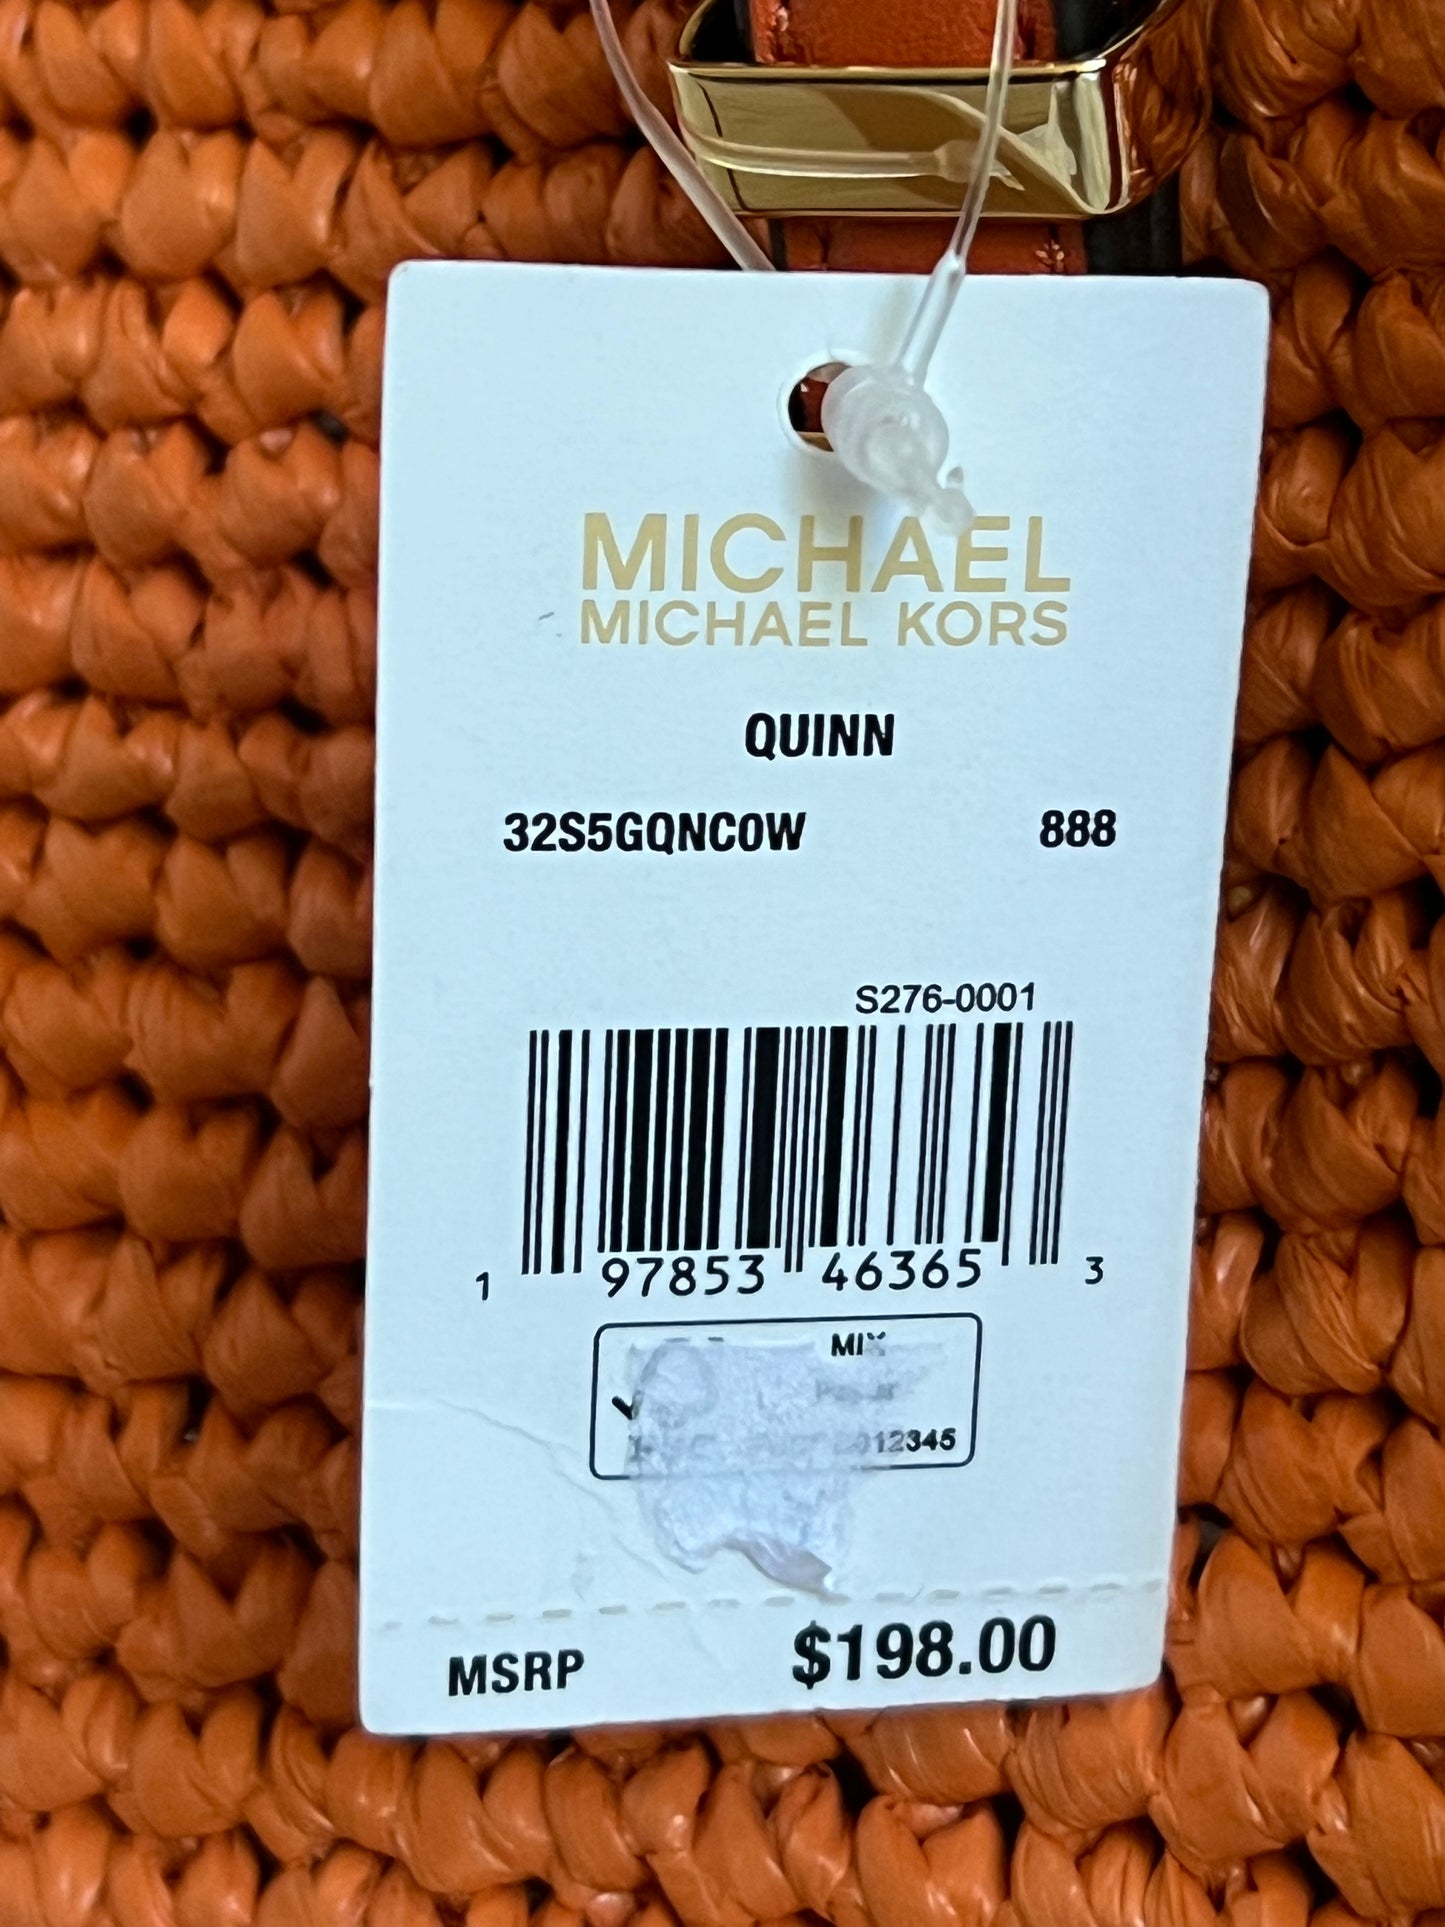 MICHAEL
MICHAEL KORS
QUINN
32S5GQNC0W 888
S276-0001
1 97853 46365 3
MIX
012345
MSRP $198.00